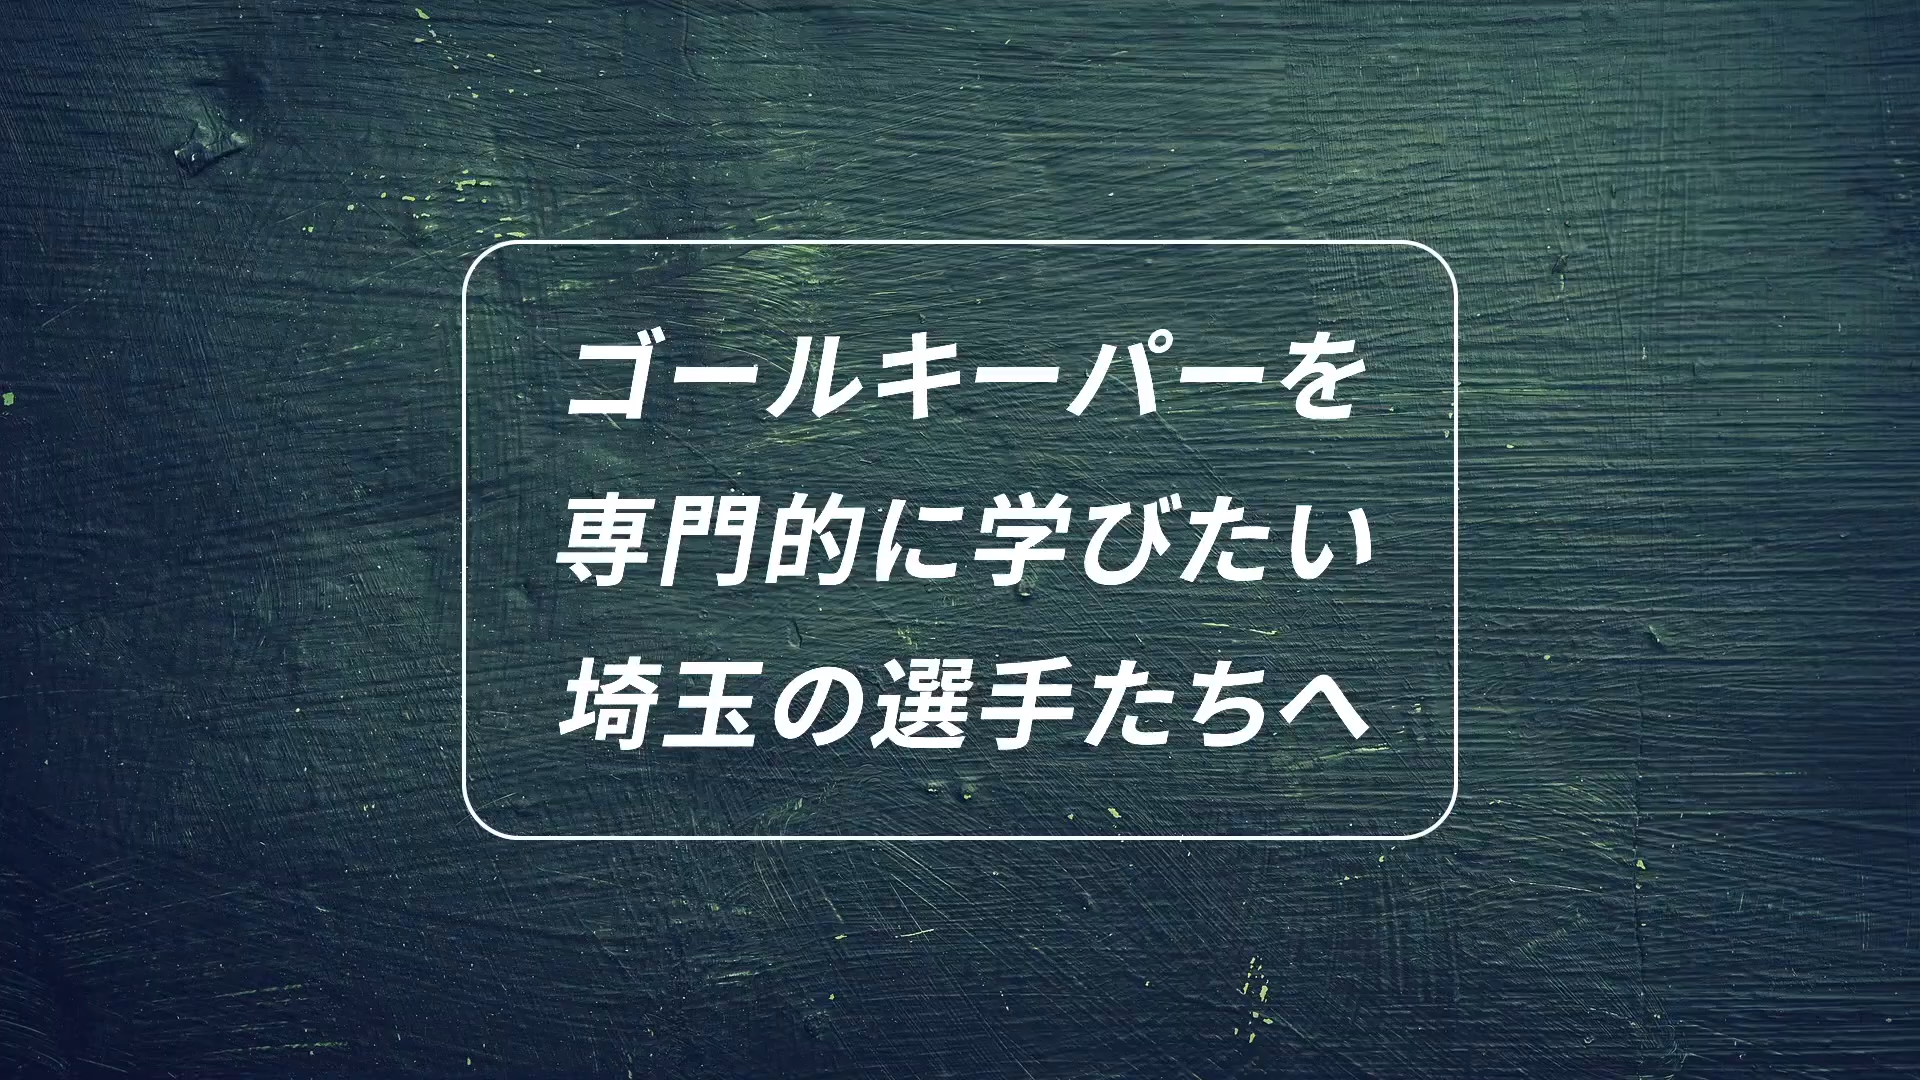 ゴールキーパーを
専門的に学びたい
埼玉の選手たちへ